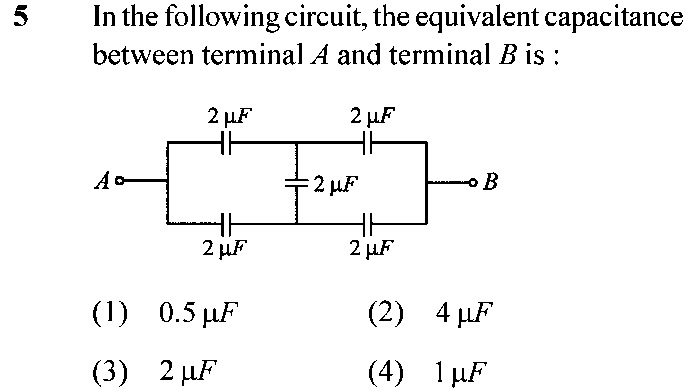 5 In the following circuit, the equivalent capacitance
between terminal A and terminal B is :
2 μF 2 μF
A 2 μF B
2 μF 2 μF
(1) 0.5 μF (2) 4 μF
(3) 2 μF (4) 1 μF